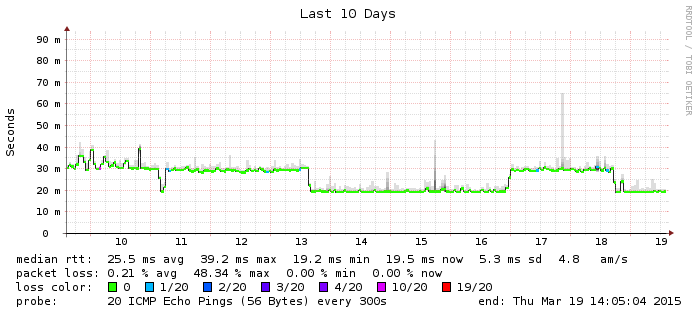 Last 10 Days
RRDTOOL / TOBI OETIKER
Seconds
90 m
80 m
70 m
60 m
50 m
40 m
30 m
20 m
10 m
0
10 11 12 13 14 15 16 17 18 19
median rtt: 25.5 ms avg 39.2 ms max 19.2 ms min 19.5 ms now 5.3 ms sd 4.8 am/s
packet loss: 0.21 % avg 48.34 % max 0.00 % min 0.00 % now
loss color: 0 1/20 2/20 3/20 4/20 10/20 19/20
probe: 20 ICMP Echo Pings (56 Bytes) every 300s end: Thu Mar 19 14:05:04 2015